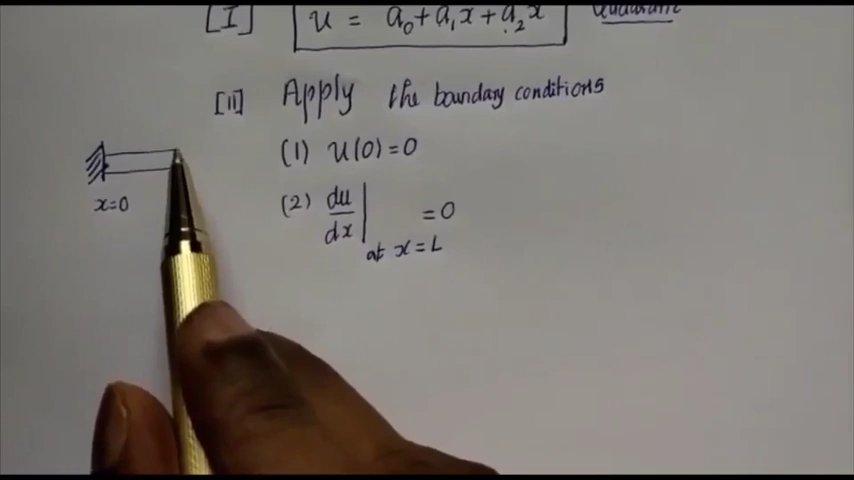 [I] u = a₀ + a₁x + a₂x
[II] Apply the boundary conditions
(1) u(0) = 0
(2) du/dx | at x = L = 0
x=0